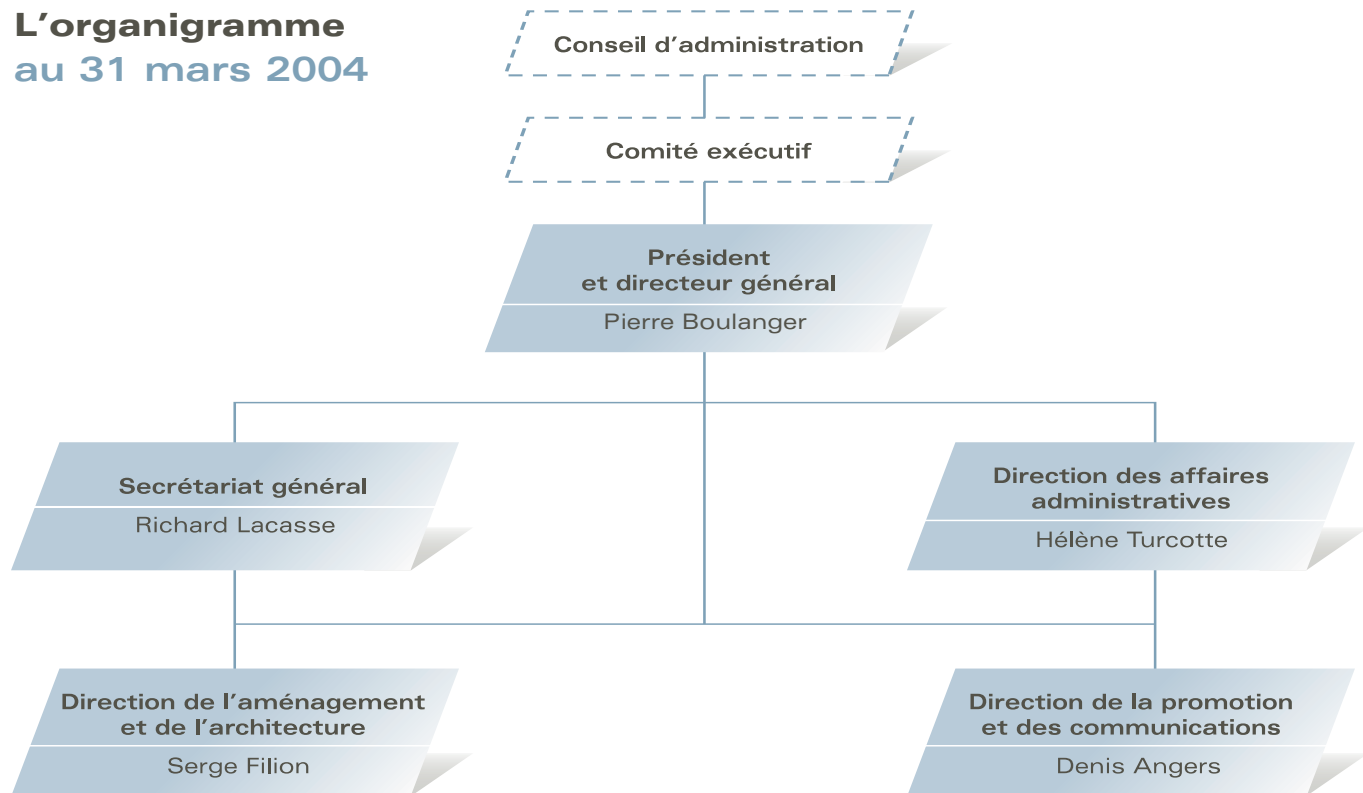 L'organigramme
au 31 mars 2004
Conseil d'administration
Comité exécutif
Président
et directeur général
Pierre Boulanger
Secrétariat général
Richard Lacasse
Direction des affaires
administratives
Hélène Turcotte
Direction de l'aménagement
et de l'architecture
Serge Filion
Direction de la promotion
et des communications
Denis Angers